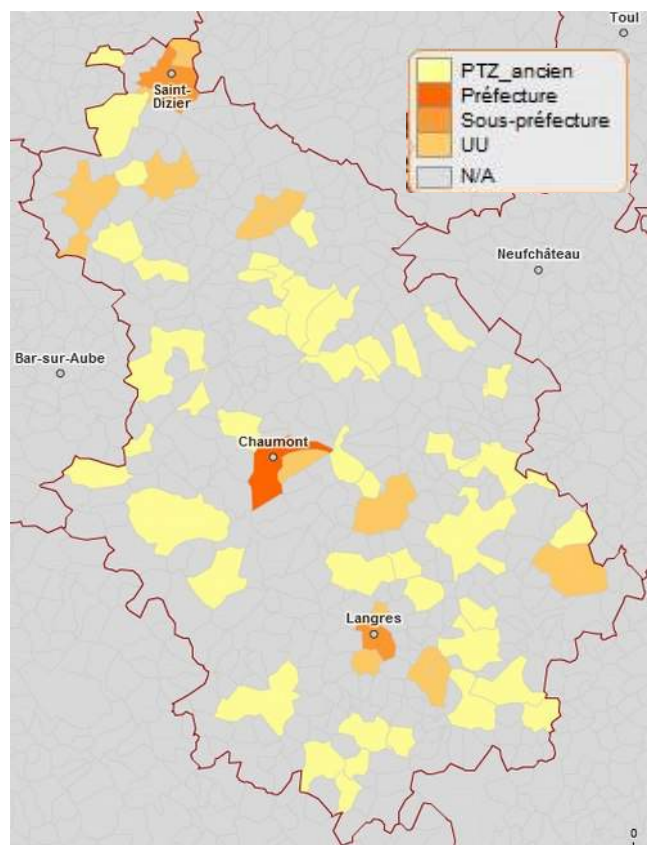 Toul
PTZ_ancien
Préfecture
Sous-préfecture
UU
N/A
Saint-
Dizier
Neufchâteau
Bar-sur-Aube
Chaumont
Langres
0